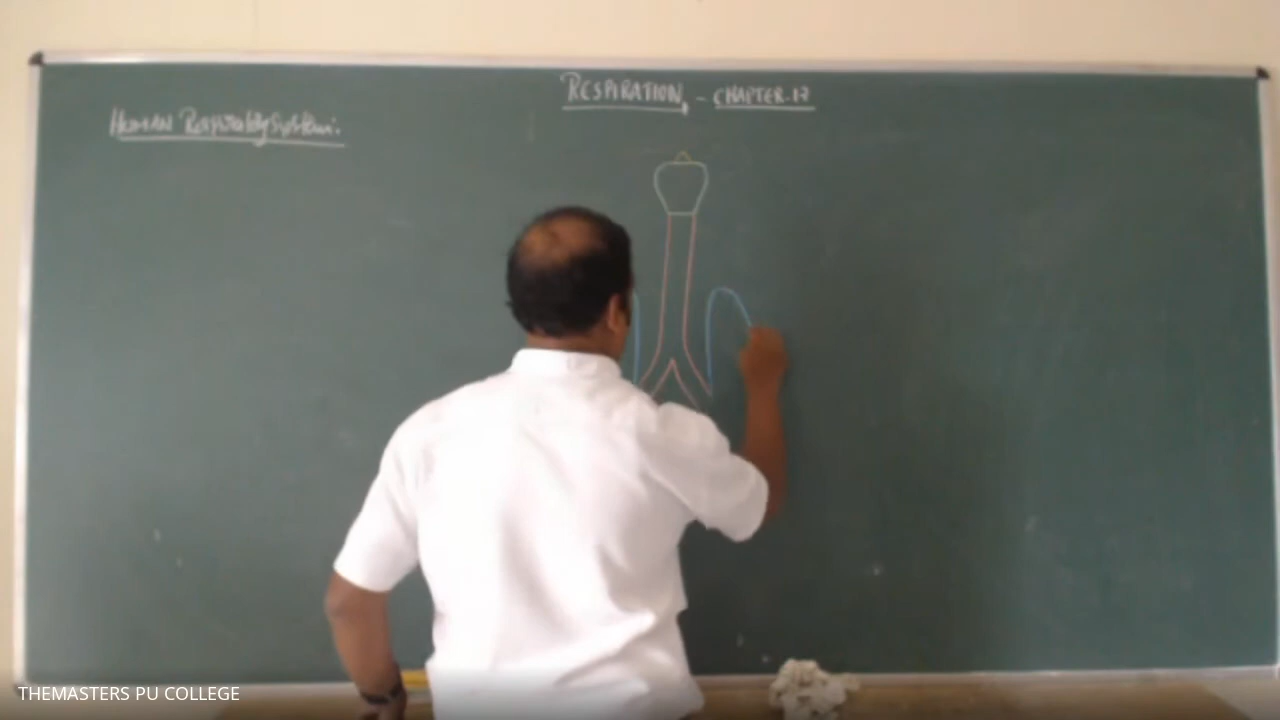 RESPIRATION, - CHAPTER-17
HUMAN Respiratory System:
THEMASTERS PU COLLEGE